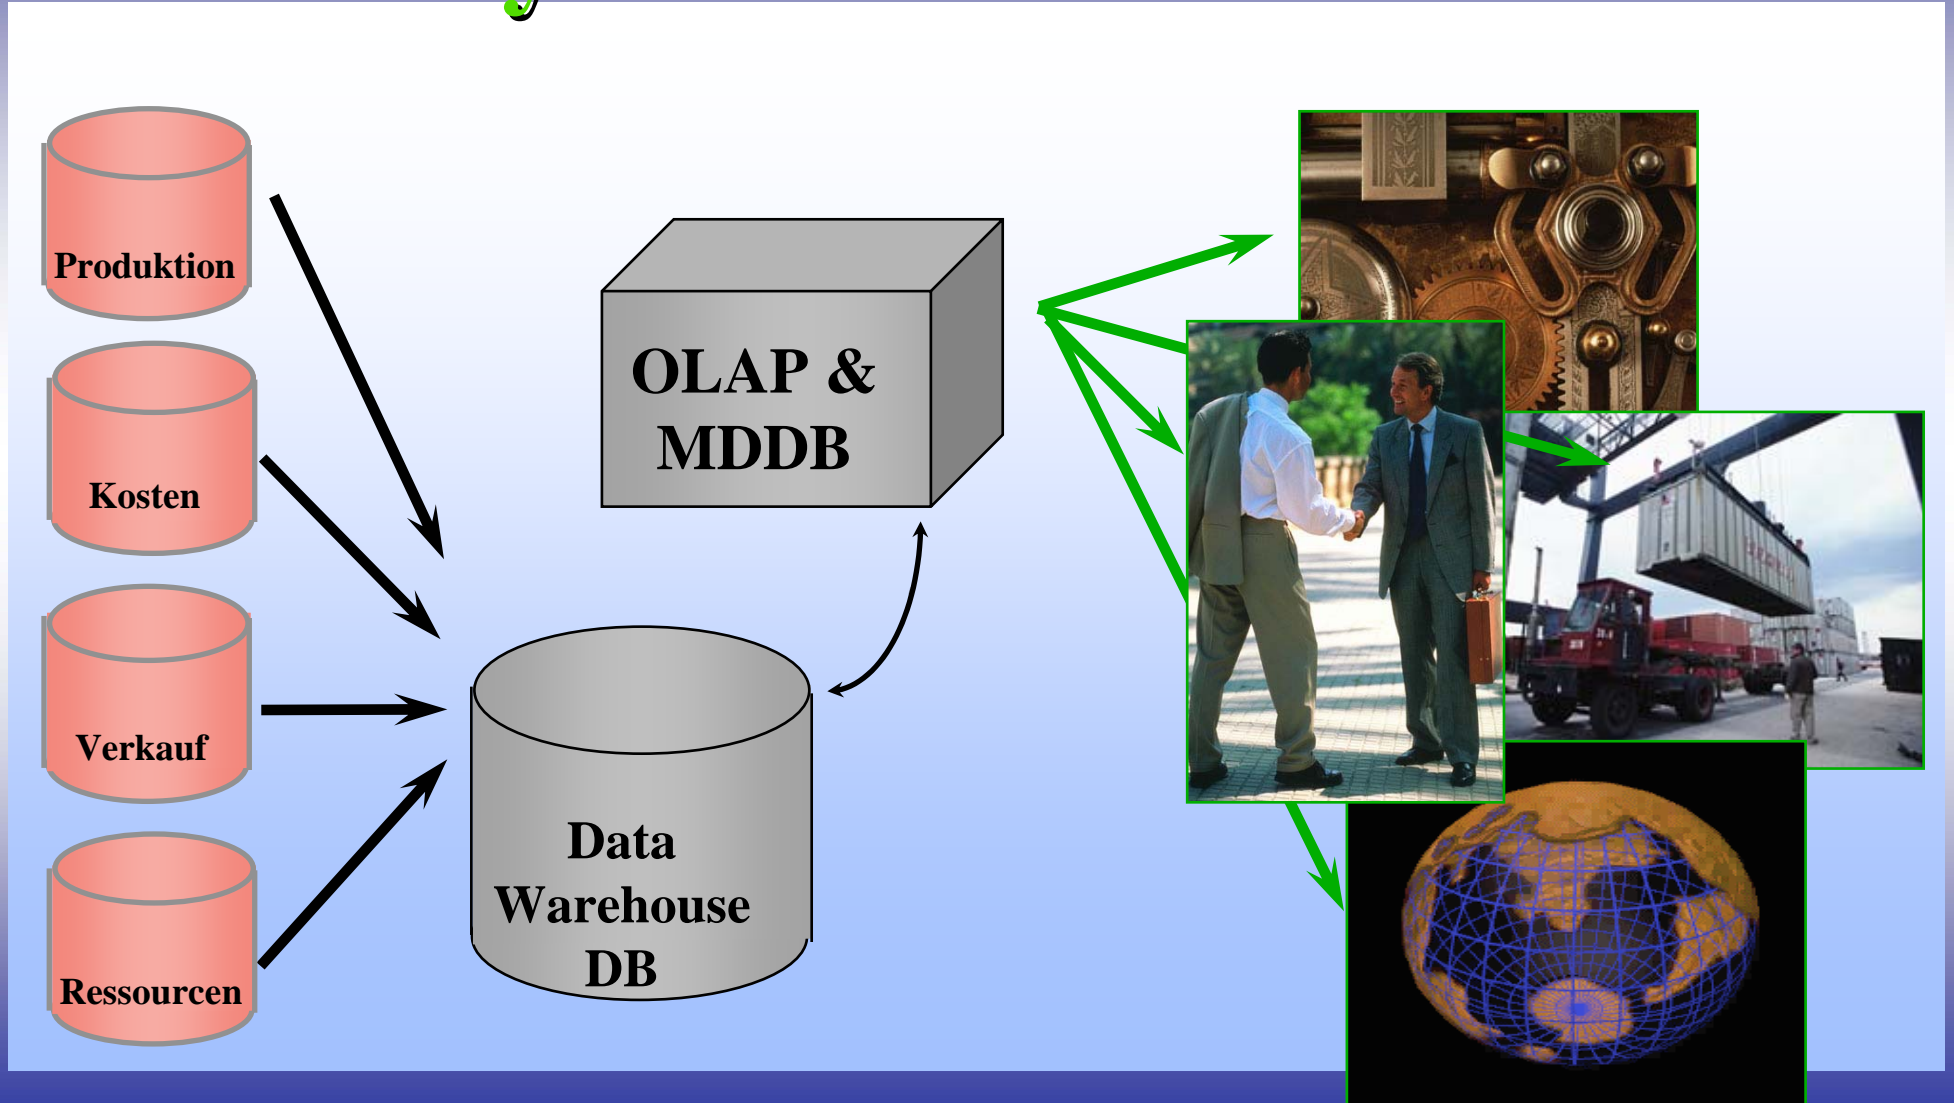 Produktion
Kosten
Verkauf
Ressourcen
OLAP &
MDDB
Data
Warehouse
DB